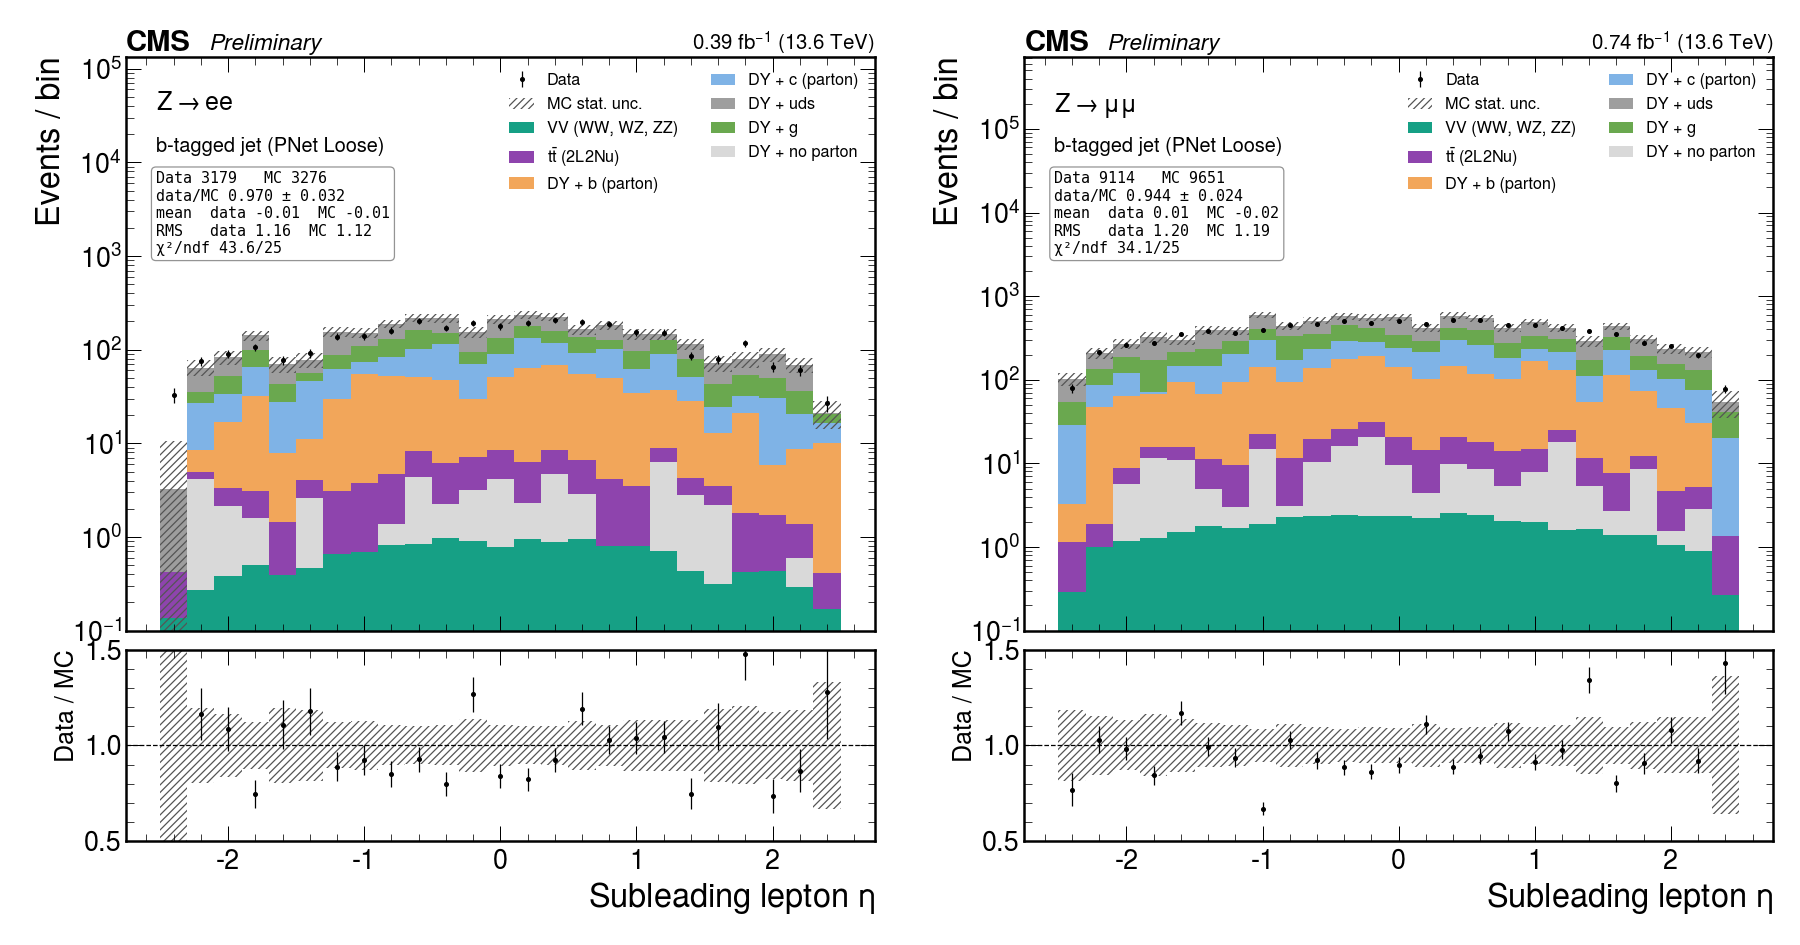 CMS Preliminary 0.39 fb⁻¹ (13.6 TeV)
Events / bin
10⁵
10⁴
10³
10²
10¹
10⁰
10⁻¹
Z → ee
b-tagged jet (PNet Loose)
Data 3179 MC 3276
data/MC 0.970 ± 0.032
mean data -0.01 MC -0.01
RMS data 1.16 MC 1.12
χ²/ndf 43.6/25
Data
MC stat. unc.
VV (WW, WZ, ZZ)
tt̄ (2L2Nu)
DY + b (parton)
DY + c (parton)
DY + uds
DY + g
DY + no parton
Data / MC
1.5
1.0
0.5
-2 -1 0 1 2
Subleading lepton η
CMS Preliminary 0.74 fb⁻¹ (13.6 TeV)
Events / bin
10⁵
10⁴
10³
10²
10¹
10⁰
10⁻¹
Z → μμ
b-tagged jet (PNet Loose)
Data 9114 MC 9651
data/MC 0.944 ± 0.024
mean data 0.01 MC -0.02
RMS data 1.20 MC 1.19
χ²/ndf 34.1/25
Data
MC stat. unc.
VV (WW, WZ, ZZ)
tt̄ (2L2Nu)
DY + b (parton)
DY + c (parton)
DY + uds
DY + g
DY + no parton
Data / MC
1.5
1.0
0.5
-2 -1 0 1 2
Subleading lepton η